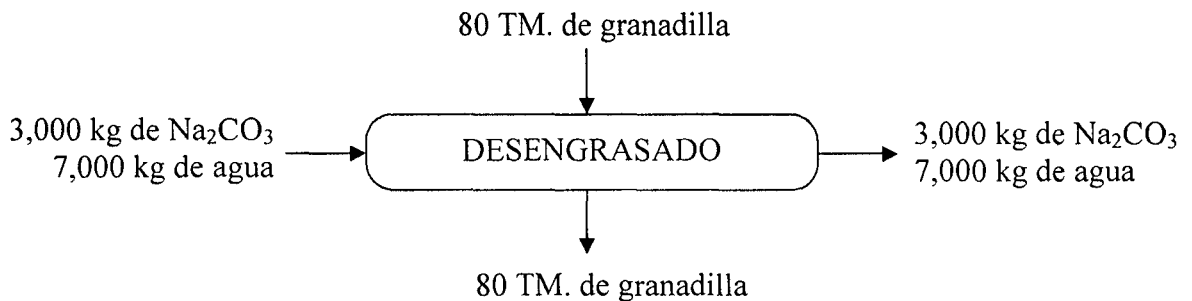 80 TM. de granadilla
3,000 kg de Na₂CO₃
7,000 kg de agua
DESENGRASADO
3,000 kg de Na₂CO₃
7,000 kg de agua
80 TM. de granadilla